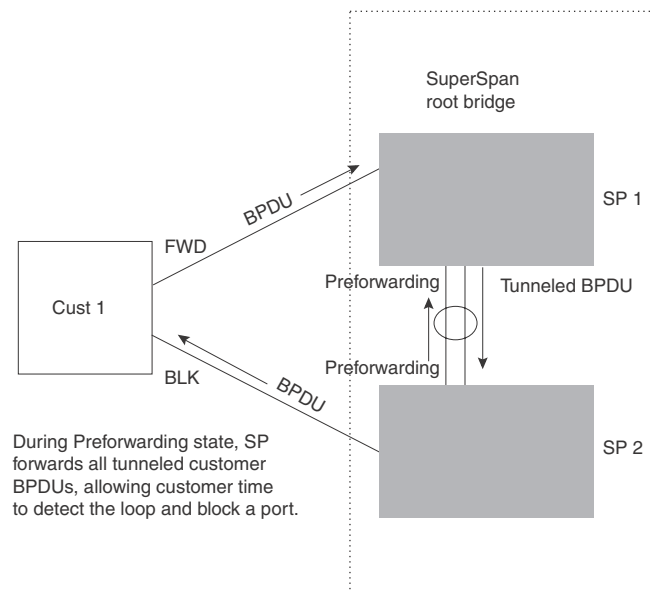 SuperSpan
root bridge
SP 1
BPDU
FWD
Cust 1
Preforwarding
Tunneled BPDU
Preforwarding
BLK
BPDU
SP 2
During Preforwarding state, SP
forwards all tunneled customer
BPDUs, allowing customer time
to detect the loop and block a port.